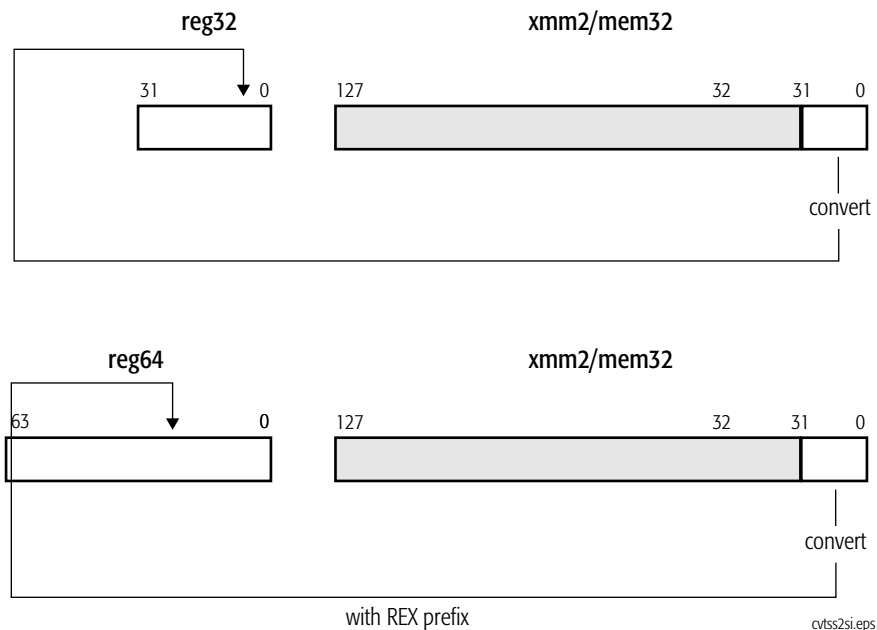 reg32 xmm2/mem32
31 0 127 32 31 0
convert
reg64 xmm2/mem32
63 0 127 32 31 0
convert
with REX prefix
cvtss2si.eps